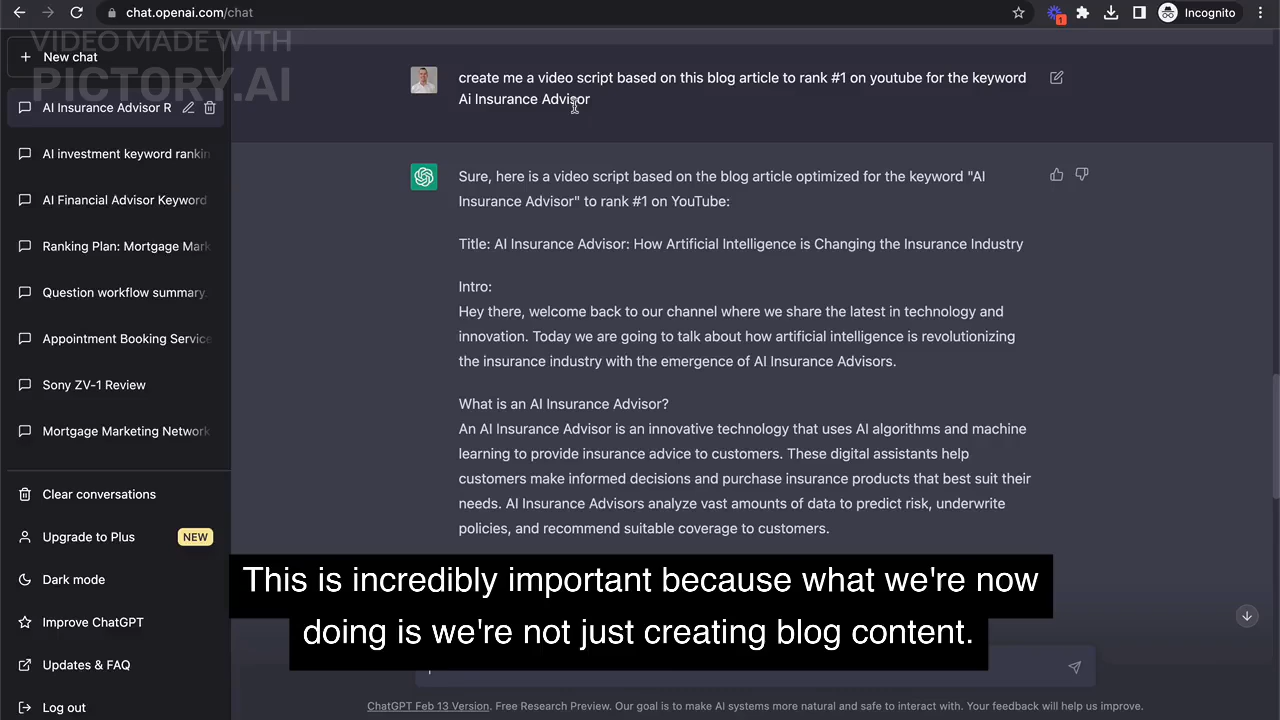 chat.openai.com/chat
Incognito
1
VIDEO MADE WITH
PICTORY.AI
New chat
AI Insurance Advisor R
AI investment keyword rankin
AI Financial Advisor Keyword
Ranking Plan: Mortgage Mark
Question workflow summary.
Appointment Booking Service
Sony ZV-1 Review
Mortgage Marketing Network
Clear conversations
Upgrade to Plus
NEW
Dark mode
Improve ChatGPT
Updates & FAQ
Log out
create me a video script based on this blog article to rank #1 on youtube for the keyword
Ai Insurance Advisor
Sure, here is a video script based on the blog article optimized for the keyword "AI
Insurance Advisor" to rank #1 on YouTube:
Title: AI Insurance Advisor: How Artificial Intelligence is Changing the Insurance Industry
Intro:
Hey there, welcome back to our channel where we share the latest in technology and
innovation. Today we are going to talk about how artificial intelligence is revolutionizing
the insurance industry with the emergence of AI Insurance Advisors.
What is an AI Insurance Advisor?
An AI Insurance Advisor is an innovative technology that uses AI algorithms and machine
learning to provide insurance advice to customers. These digital assistants help
customers make informed decisions and purchase insurance products that best suit their
needs. AI Insurance Advisors analyze vast amounts of data to predict risk, underwrite
policies, and recommend suitable coverage to customers.
This is incredibly important because what we're now
doing is we're not just creating blog content.
ChatGPT Feb 13 Version. Free Research Preview. Our goal is to make AI systems more natural and safe to interact with. Your feedback will help us improve.